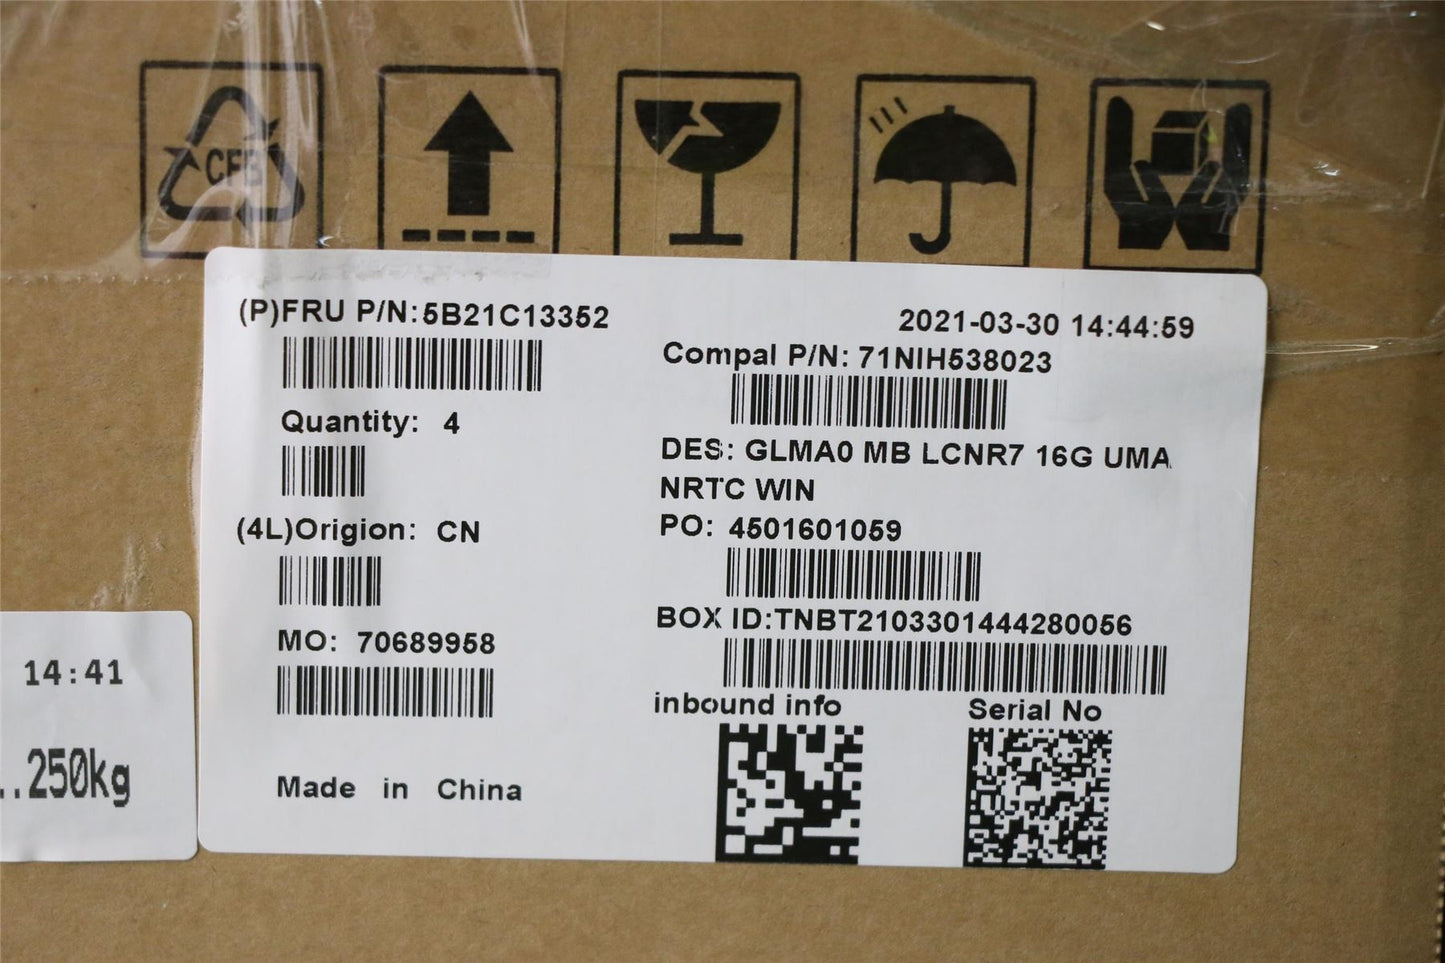 CFB
(P)FRU P/N:5B21C13352
2021-03-30 14:44:59
Compal P/N: 71NIH538023
Quantity: 4
DES: GLMA0 MB LCNR7 16G UMA
NRTC WIN
(4L)Origion: CN
PO: 4501601059
BOX ID:TNBT2103301444280056
MO: 70689958
inbound info
Serial No
Made in China
14:41
..250kg